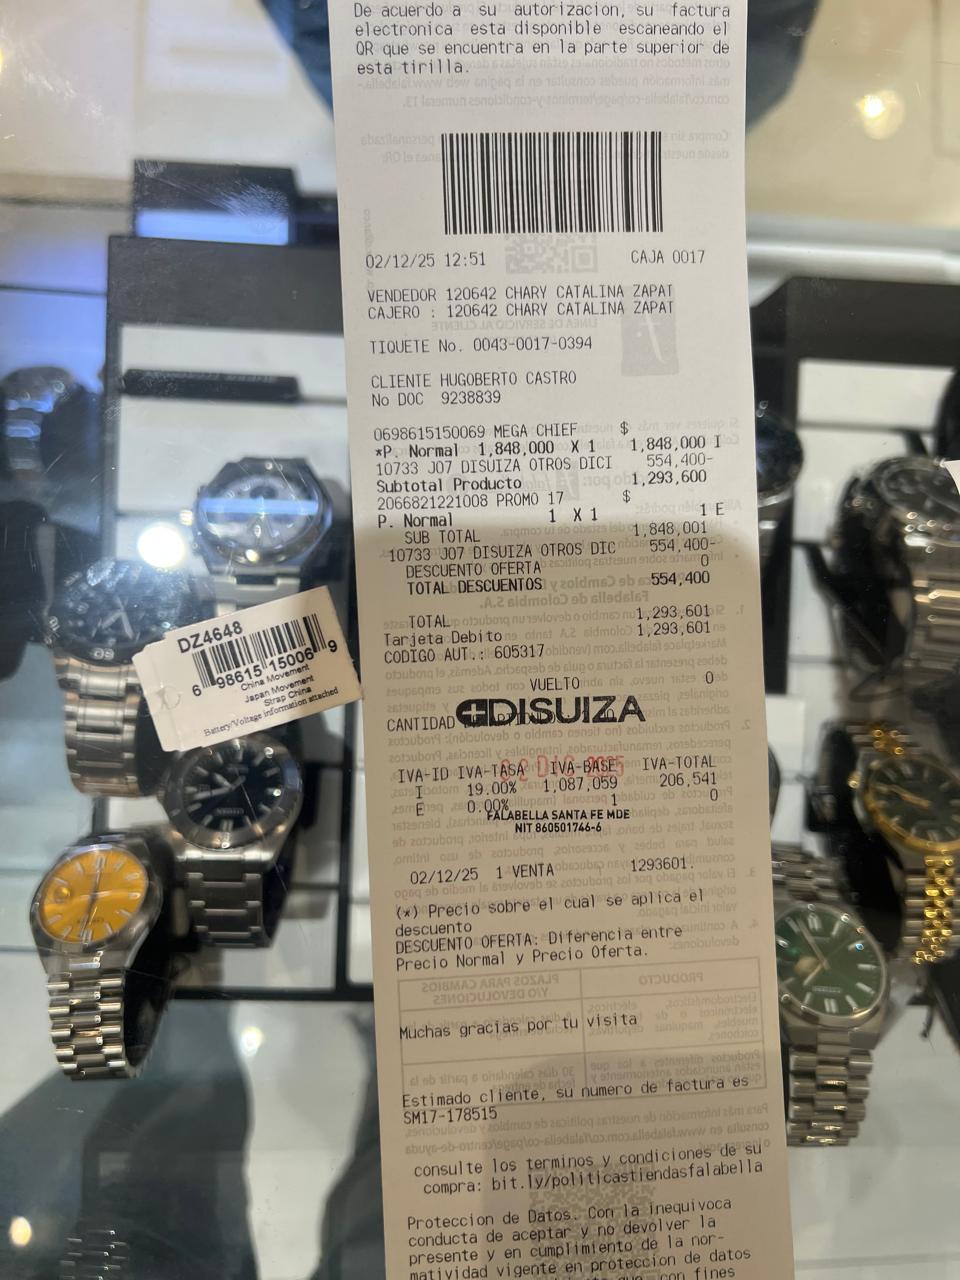 De acuerdo a su autorizacion, su factura
electronica esta disponible escaneando el
QR que se encuentra en la parte superior de
esta tirilla.
02/12/25 12:51 CAJA 0017
VENDEDOR 120642 CHARY CATALINA ZAPAT
CAJERO : 120642 CHARY CATALINA ZAPAT
TIQUETE No. 0043-0017-0394
CLIENTE HUGOBERTO CASTRO
No DOC 9238839
0698615150069 MEGA CHIEF $
*P. Normal 1,848,000 X 1 1,848,000 I
10733 J07 DISUIZA OTROS DICI 554,400-
Subtotal Producto 1,293,600
2066821221008 PROMO 17 $
P. Normal 1 X 1 1 E
SUB TOTAL 1,848,001
10733 J07 DISUIZA OTROS DIC 554,400-
DESCUENTO OFERTA 0
TOTAL DESCUENTOS 554,400
TOTAL 1,293,601
Tarjeta Debito 1,293,601
CODIGO AUT.: 605317
VUELTO 0
CANTIDAD
DISUIZA
IVA-ID IVA-TASA IVA-BASE IVA-TOTAL
I 19.00% 1,087,059 206,541
E 0.00% 1 0
FALABELLA SANTA FE MDE
NIT 860501746-6
02/12/25 1 VENTA 1293601.
(*) Precio sobre el cual se aplica el
descuento
DESCUENTO OFERTA: Diferencia entre
Precio Normal y Precio Oferta.
Muchas gracias por tu visita
Estimado cliente, su numero de factura es
SM17-178515
consulte los terminos y condiciones de su
compra: bit.ly/politicastiendasfalabella
Proteccion de Datos. Con la inequivoca
conducta de aceptar y no devolver la
presente y en cumplimiento de la nor-
matividad vigente en proteccion de datos
con fines
DZ4648
6 98615 15006 9
China Movement
Japan Movement
Strap China
Battery/Voltage information attached